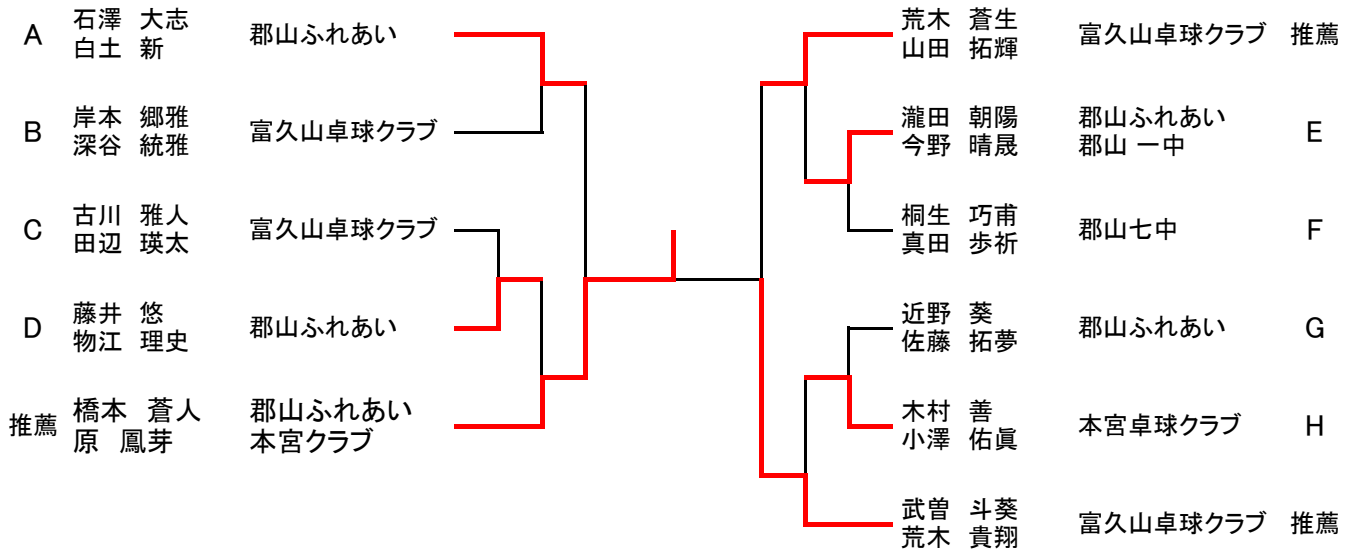 A 石澤 大志 郡山ふれあい
白土 新
B 岸本 郷雅 富久山卓球クラブ
深谷 統雅
C 古川 雅人 富久山卓球クラブ
田辺 瑛太
D 藤井 悠 郡山ふれあい
物江 理史
推薦 橋本 蒼人 郡山ふれあい
原 鳳芽 本宮クラブ
荒木 蒼生 富久山卓球クラブ 推薦
山田 拓輝
瀧田 朝陽 郡山ふれあい E
今野 晴晟 郡山 一中
桐生 巧甫 郡山七中 F
真田 歩祈
近野 葵 郡山ふれあい G
佐藤 拓夢
木村 善 本宮卓球クラブ H
小澤 佑眞
武曽 斗葵 富久山卓球クラブ 推薦
荒木 貴翔